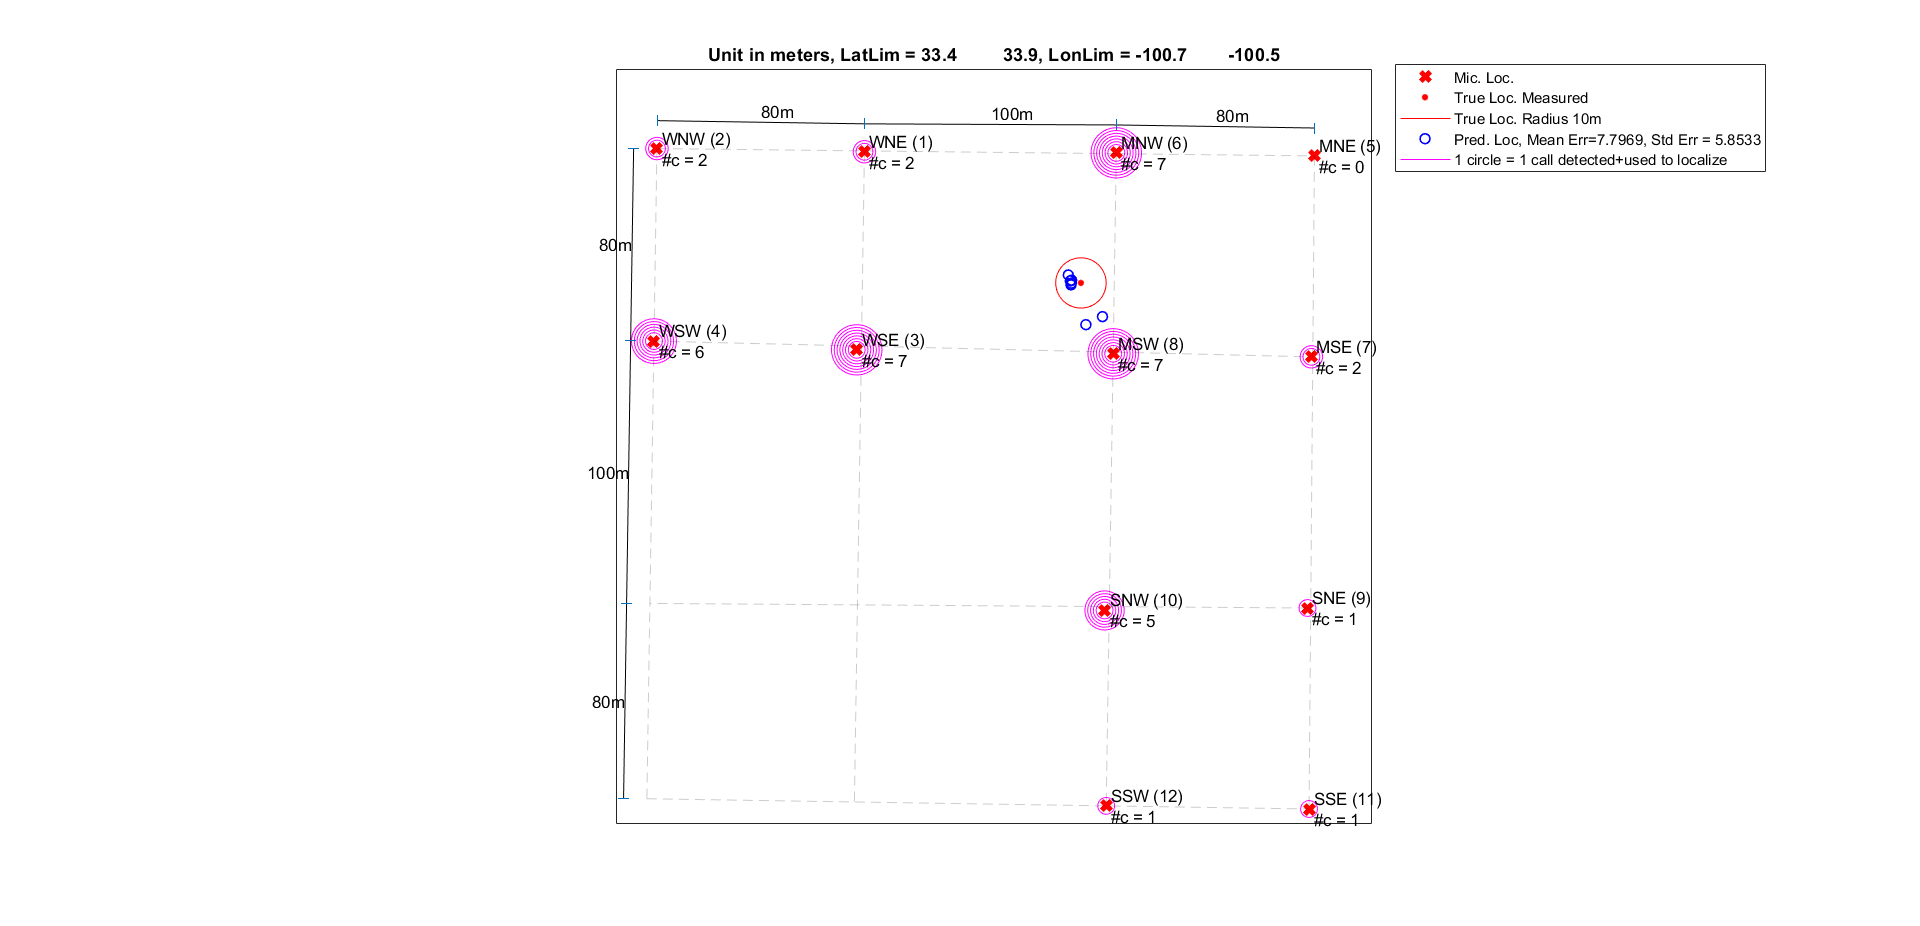 Unit in meters, LatLim = 33.4 33.9, LonLim = -100.7 -100.5
Mic. Loc.
True Loc. Measured
True Loc. Radius 10m
Pred. Loc, Mean Err=7.7969, Std Err = 5.8533
1 circle = 1 call detected+used to localize
80m
100m
80m
WNW (2)
#c = 2
WNE (1)
#c = 2
MNW (6)
#c = 7
MNE (5)
#c = 0
80m
WSW (4)
#c = 6
WSE (3)
#c = 7
MSW (8)
#c = 7
MSE (7)
#c = 2
100m
SNW (10)
#c = 5
SNE (9)
#c = 1
80m
SSW (12)
#c = 1
SSE (11)
#c = 1